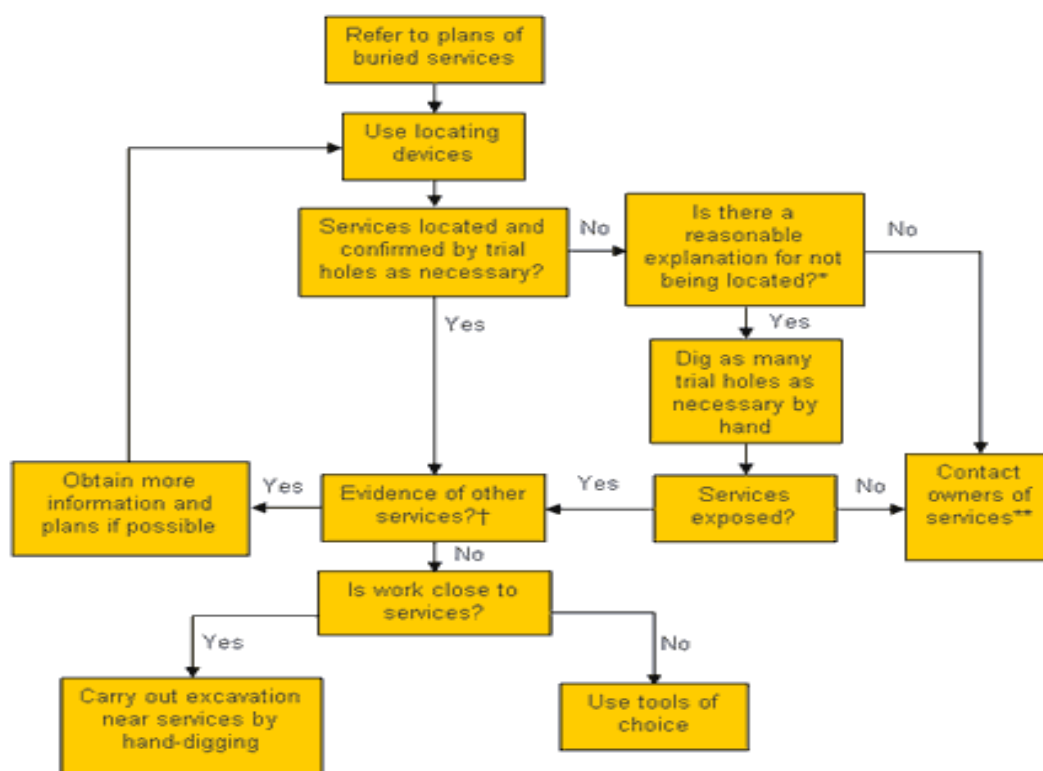 Refer to plans of
buried services
Use locating
devices
Services located and
confirmed by trial
holes as necessary?
No
Is there a
reasonable
explanation for not
being located?*
No
Yes
Yes
Dig as many
trial holes as
necessary by
hand
Obtain more
information and
plans if possible
Yes
Evidence of other
services?†
Yes
Services
exposed?
No
Contact
owners of
services**
No
Is work close to
services?
Yes
No
Carry out excavation
near services by
hand-digging
Use tools of
choice